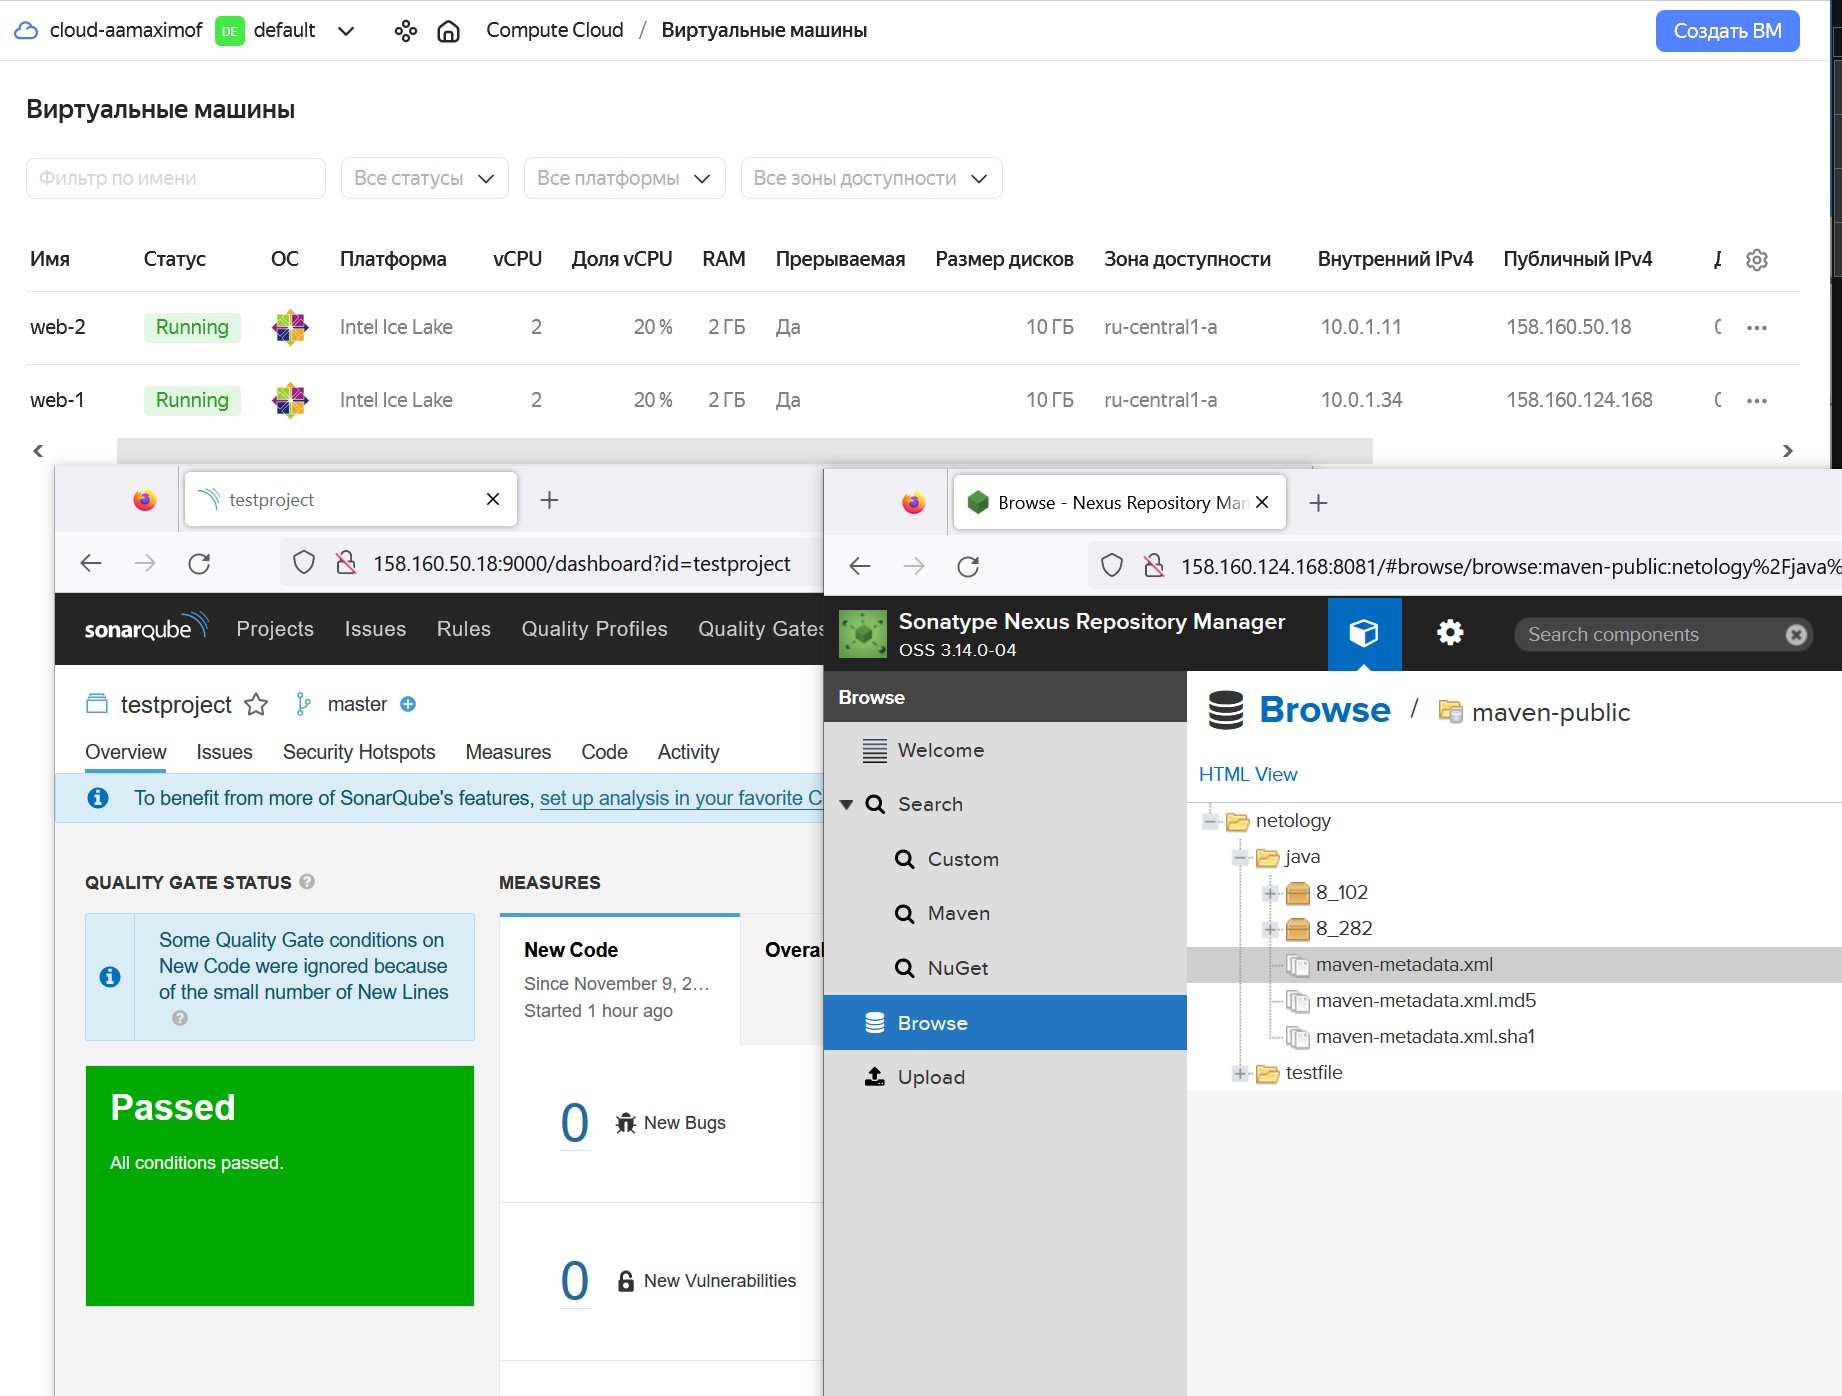 cloud-aamaximof DE default Compute Cloud / Виртуальные машины Создать ВМ
Виртуальные машины
Фильтр по имени Все статусы Все платформы Все зоны доступности
Имя Статус ОС Платформа vCPU Доля vCPU RAM Прерываемая Размер дисков Зона доступности Внутренний IPv4 Публичный IPv4
web-2 Running Intel Ice Lake 2 20 % 2 ГБ Да 10 ГБ ru-central1-a 10.0.1.11 158.160.50.18
web-1 Running Intel Ice Lake 2 20 % 2 ГБ Да 10 ГБ ru-central1-a 10.0.1.34 158.160.124.168
testproject
158.160.50.18:9000/dashboard?id=testproject
sonarqube Projects Issues Rules Quality Profiles Quality Gates
testproject master
Overview Issues Security Hotspots Measures Code Activity
To benefit from more of SonarQube's features, set up analysis in your favorite C
QUALITY GATE STATUS
Some Quality Gate conditions on
New Code were ignored because
of the small number of New Lines
Passed
All conditions passed.
MEASURES
New Code
Since November 9, 2…
Started 1 hour ago
Overal
0 New Bugs
0 New Vulnerabilities
Browse - Nexus Repository Man
158.160.124.168:8081/#browse/browse:maven-public:netology%2Fjava%
Sonatype Nexus Repository Manager
OSS 3.14.0-04
Search components
Browse
Welcome
Search
Custom
Maven
NuGet
Browse
Upload
Browse / maven-public
HTML View
netology
java
8_102
8_282
maven-metadata.xml
maven-metadata.xml.md5
maven-metadata.xml.sha1
testfile